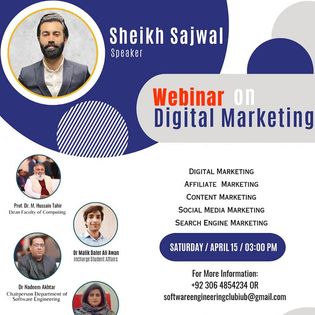 Sheikh Sajwal
Speaker
Webinar on
Digital Marketing
DIGITAL MARKETING
AFFILIATE MARKETING
CONTENT MARKETING
SOCIAL MEDIA MARKETING
SEARCH ENGINE MARKETING
SATURDAY / APRIL 15 / 03:00 PM
For More Information:
+92 306 4854234 OR
softwareengineeringclubiub@gmail.com
Prof. Dr. M. Hussain Tahir
Dean Faculty of Computing
Dr Malik Daler Ali Awan
Incharge Student Affairs
Dr Nadeem Akhtar
Chairperson Department of
Software Engineering